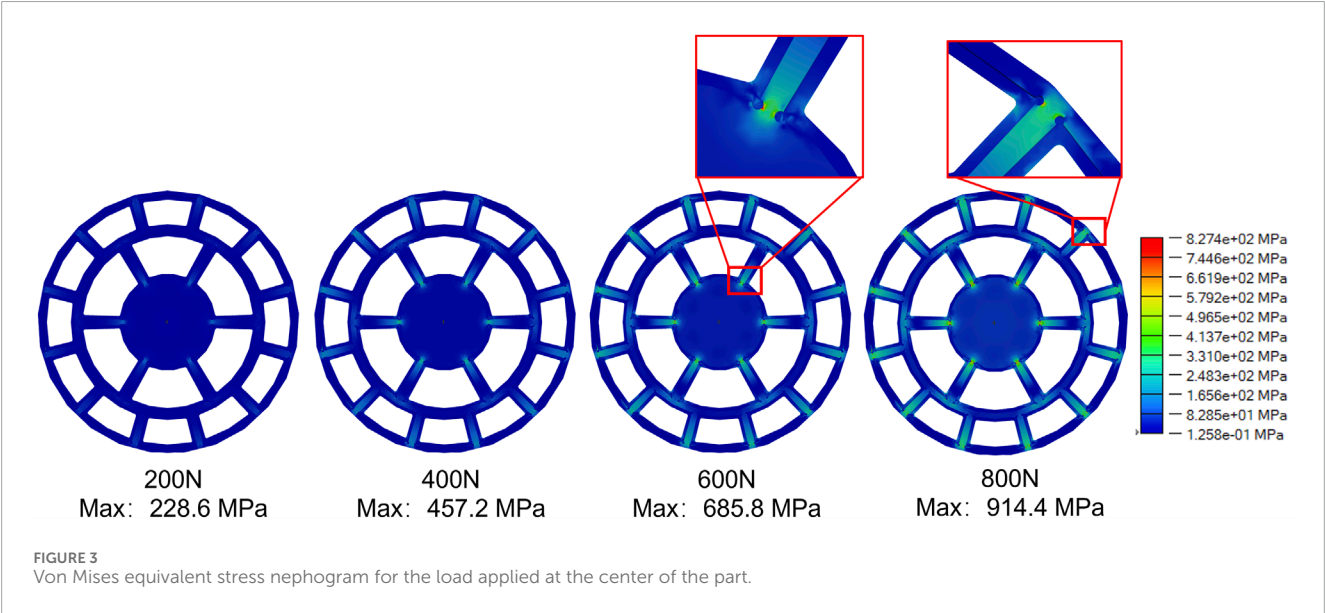 8.274e+02 MPa
7.446e+02 MPa
6.619e+02 MPa
5.792e+02 MPa
4.965e+02 MPa
4.137e+02 MPa
3.310e+02 MPa
2.483e+02 MPa
1.656e+02 MPa
8.285e+01 MPa
1.258e-01 MPa
200N
Max: 228.6 MPa
400N
Max: 457.2 MPa
600N
Max: 685.8 MPa
800N
Max: 914.4 MPa
FIGURE 3
Von Mises equivalent stress nephogram for the load applied at the center of the part.